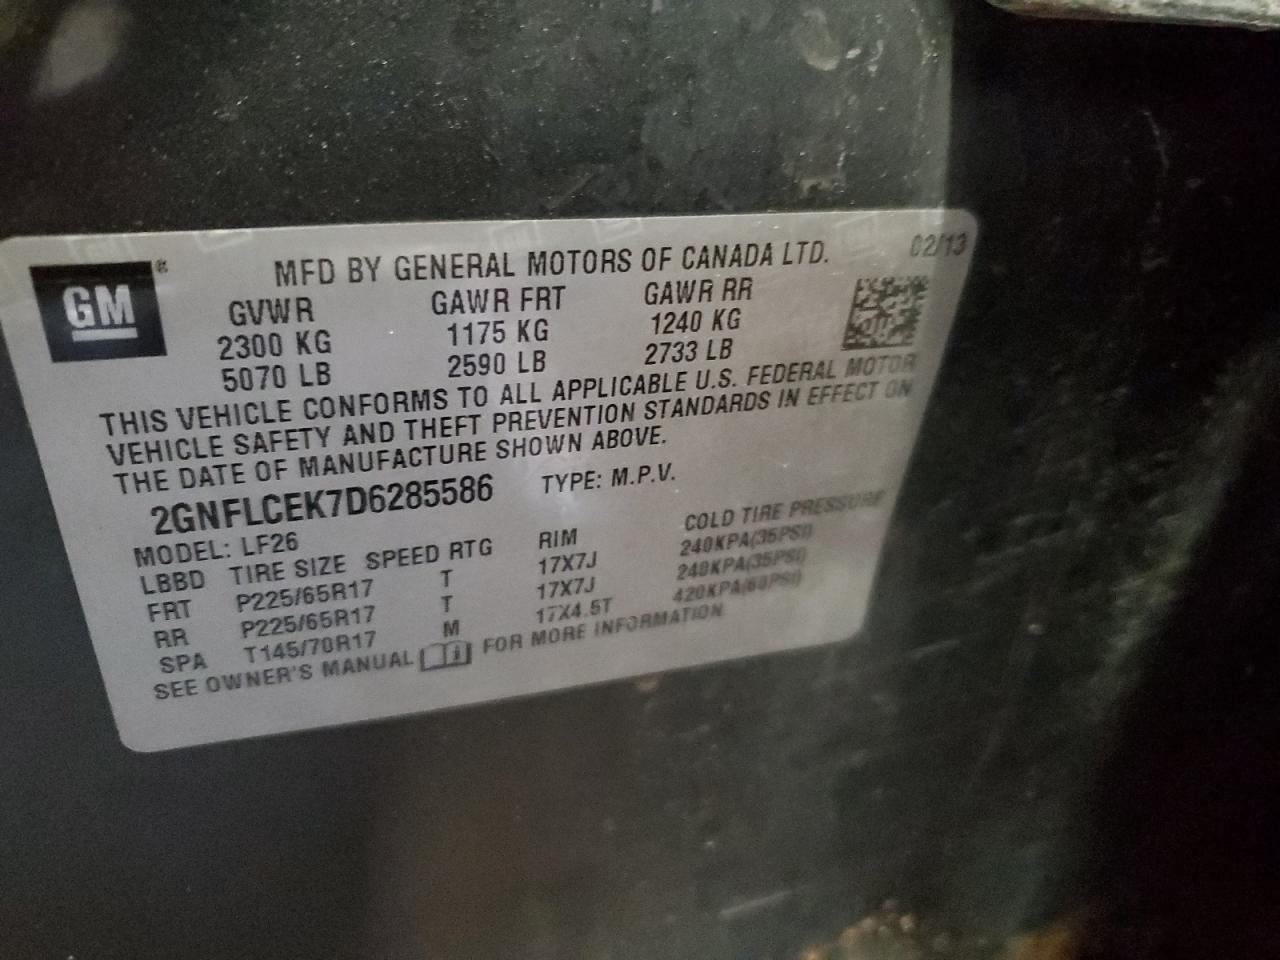 GM®
MFD BY GENERAL MOTORS OF CANADA LTD. 02/13
GVWR GAWR FRT GAWR RR
2300 KG 1175 KG 1240 KG
5070 LB 2590 LB 2733 LB
THIS VEHICLE CONFORMS TO ALL APPLICABLE U.S. FEDERAL MOTOR
VEHICLE SAFETY AND THEFT PREVENTION STANDARDS IN EFFECT ON
THE DATE OF MANUFACTURE SHOWN ABOVE.
2GNFLCEK7D6285586 TYPE: M.P.V.
MODEL: LF26
LBBD TIRE SIZE SPEED RTG RIM COLD TIRE PRESSURE
FRT P225/65R17 T 17X7J 240KPA(35PSI)
RR P225/65R17 T 17X7J 240KPA(35PSI)
SPA T145/70R17 M 17X4.5T 420KPA(60PSI)
SEE OWNER'S MANUAL FOR MORE INFORMATION